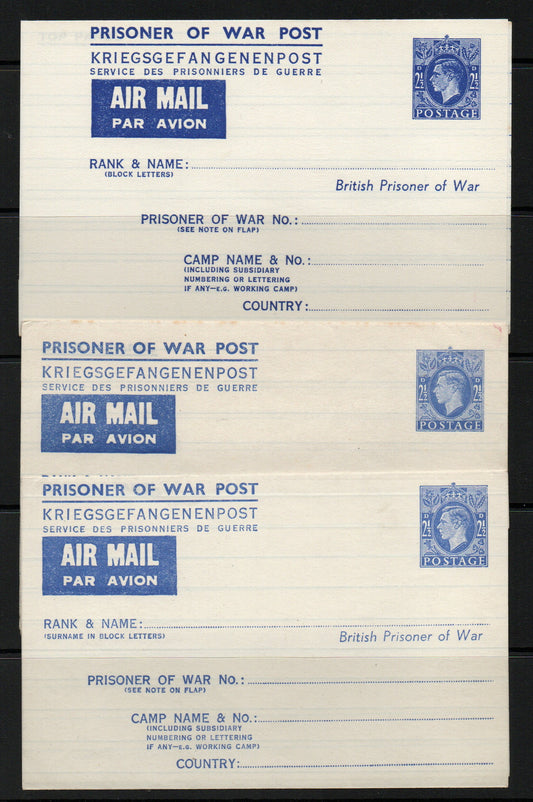 PRISONER OF WAR POST
KRIEGSGEFANGENENPOST
SERVICE DES PRISONNIERS DE GUERRE
AIR MAIL
PAR AVION
D D
2½ 2½
POSTAGE
RANK & NAME:
(BLOCK LETTERS)
British Prisoner of War
PRISONER OF WAR No.:
(SEE NOTE ON FLAP)
CAMP NAME & No.:
(INCLUDING SUBSIDIARY
NUMBERING OR LETTERING
IF ANY—E.G. WORKING CAMP)
COUNTRY:
PRISONER OF WAR POST
KRIEGSGEFANGENENPOST
SERVICE DES PRISONNIERS DE GUERRE
AIR MAIL
PAR AVION
D D
2½ 2½
POSTAGE
PRISONER OF WAR POST
KRIEGSGEFANGENENPOST
SERVICE DES PRISONNIERS DE GUERRE
AIR MAIL
PAR AVION
D D
2½ 2½
POSTAGE
RANK & NAME:
(SURNAME IN BLOCK LETTERS)
British Prisoner of War
PRISONER OF WAR No.:
(SEE NOTE ON FLAP)
CAMP NAME & No.:
(INCLUDING SUBSIDIARY
NUMBERING OR LETTERING
IF ANY—E.G. WORKING CAMP)
COUNTRY: